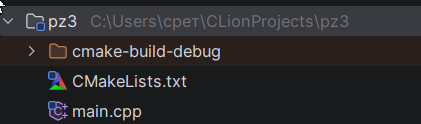 pz3 C:\Users\срет\CLionProjects\pz3
cmake-build-debug
CMakeLists.txt
main.cpp